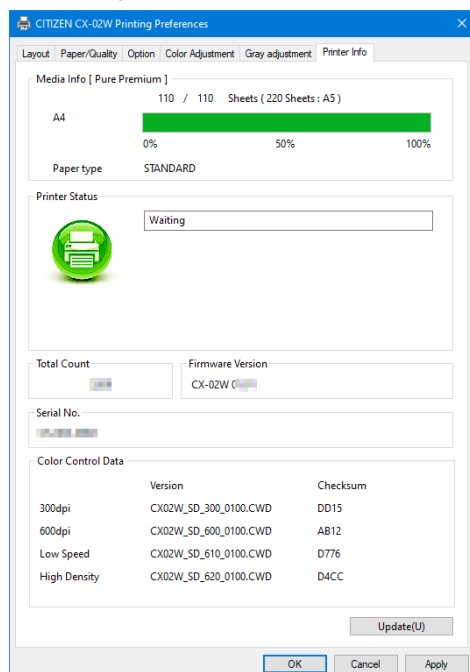 CITIZEN CX-02W Printing Preferences
Layout Paper/Quality Option Color Adjustment Gray adjustment Printer Info
Media Info [ Pure Premium ]
110 / 110 Sheets ( 220 Sheets : A5 )
A4
0% 50% 100%
Paper type STANDARD
Printer Status
Waiting
Total Count Firmware Version
CX-02W
Serial No.
Color Control Data
Version Checksum
300dpi CX02W_SD_300_0100.CWD DD15
600dpi CX02W_SD_600_0100.CWD AB12
Low Speed CX02W_SD_610_0100.CWD D776
High Density CX02W_SD_620_0100.CWD D4CC
Update(U)
OK Cancel Apply